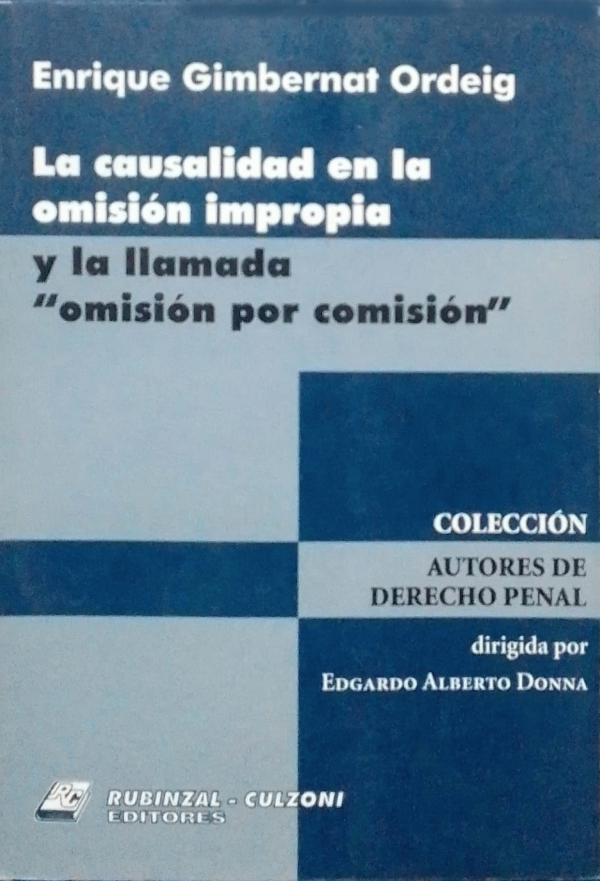 Enrique Gimbernat Ordeig
La causalidad en la
omisión impropia
y la llamada
“omisión por comisión”
COLECCIÓN
AUTORES DE
DERECHO PENAL
dirigida por
EDGARDO ALBERTO DONNA
RC
RUBINZAL - CULZONI
EDITORES